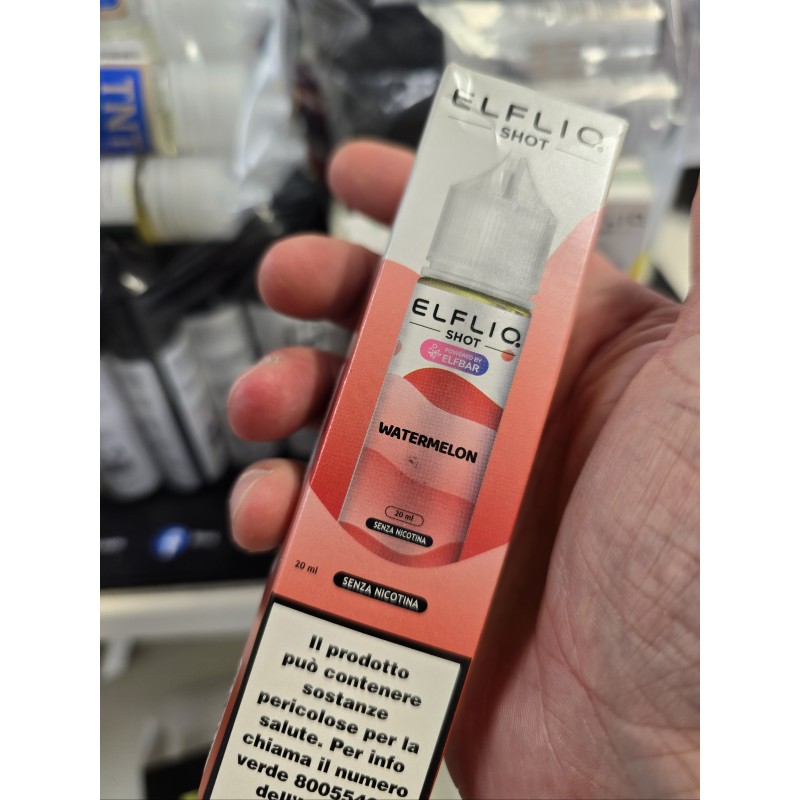 TNT
ELFLIQ
SHOT
ELFLIQ
SHOT
POWERED BY
ELFBAR
WATERMELON
20 ml
SENZA NICOTINA
20 ml
SENZA NICOTINA
Il prodotto
può contenere
sostanze
pericolose per la
salute. Per info
chiama il numero
verde